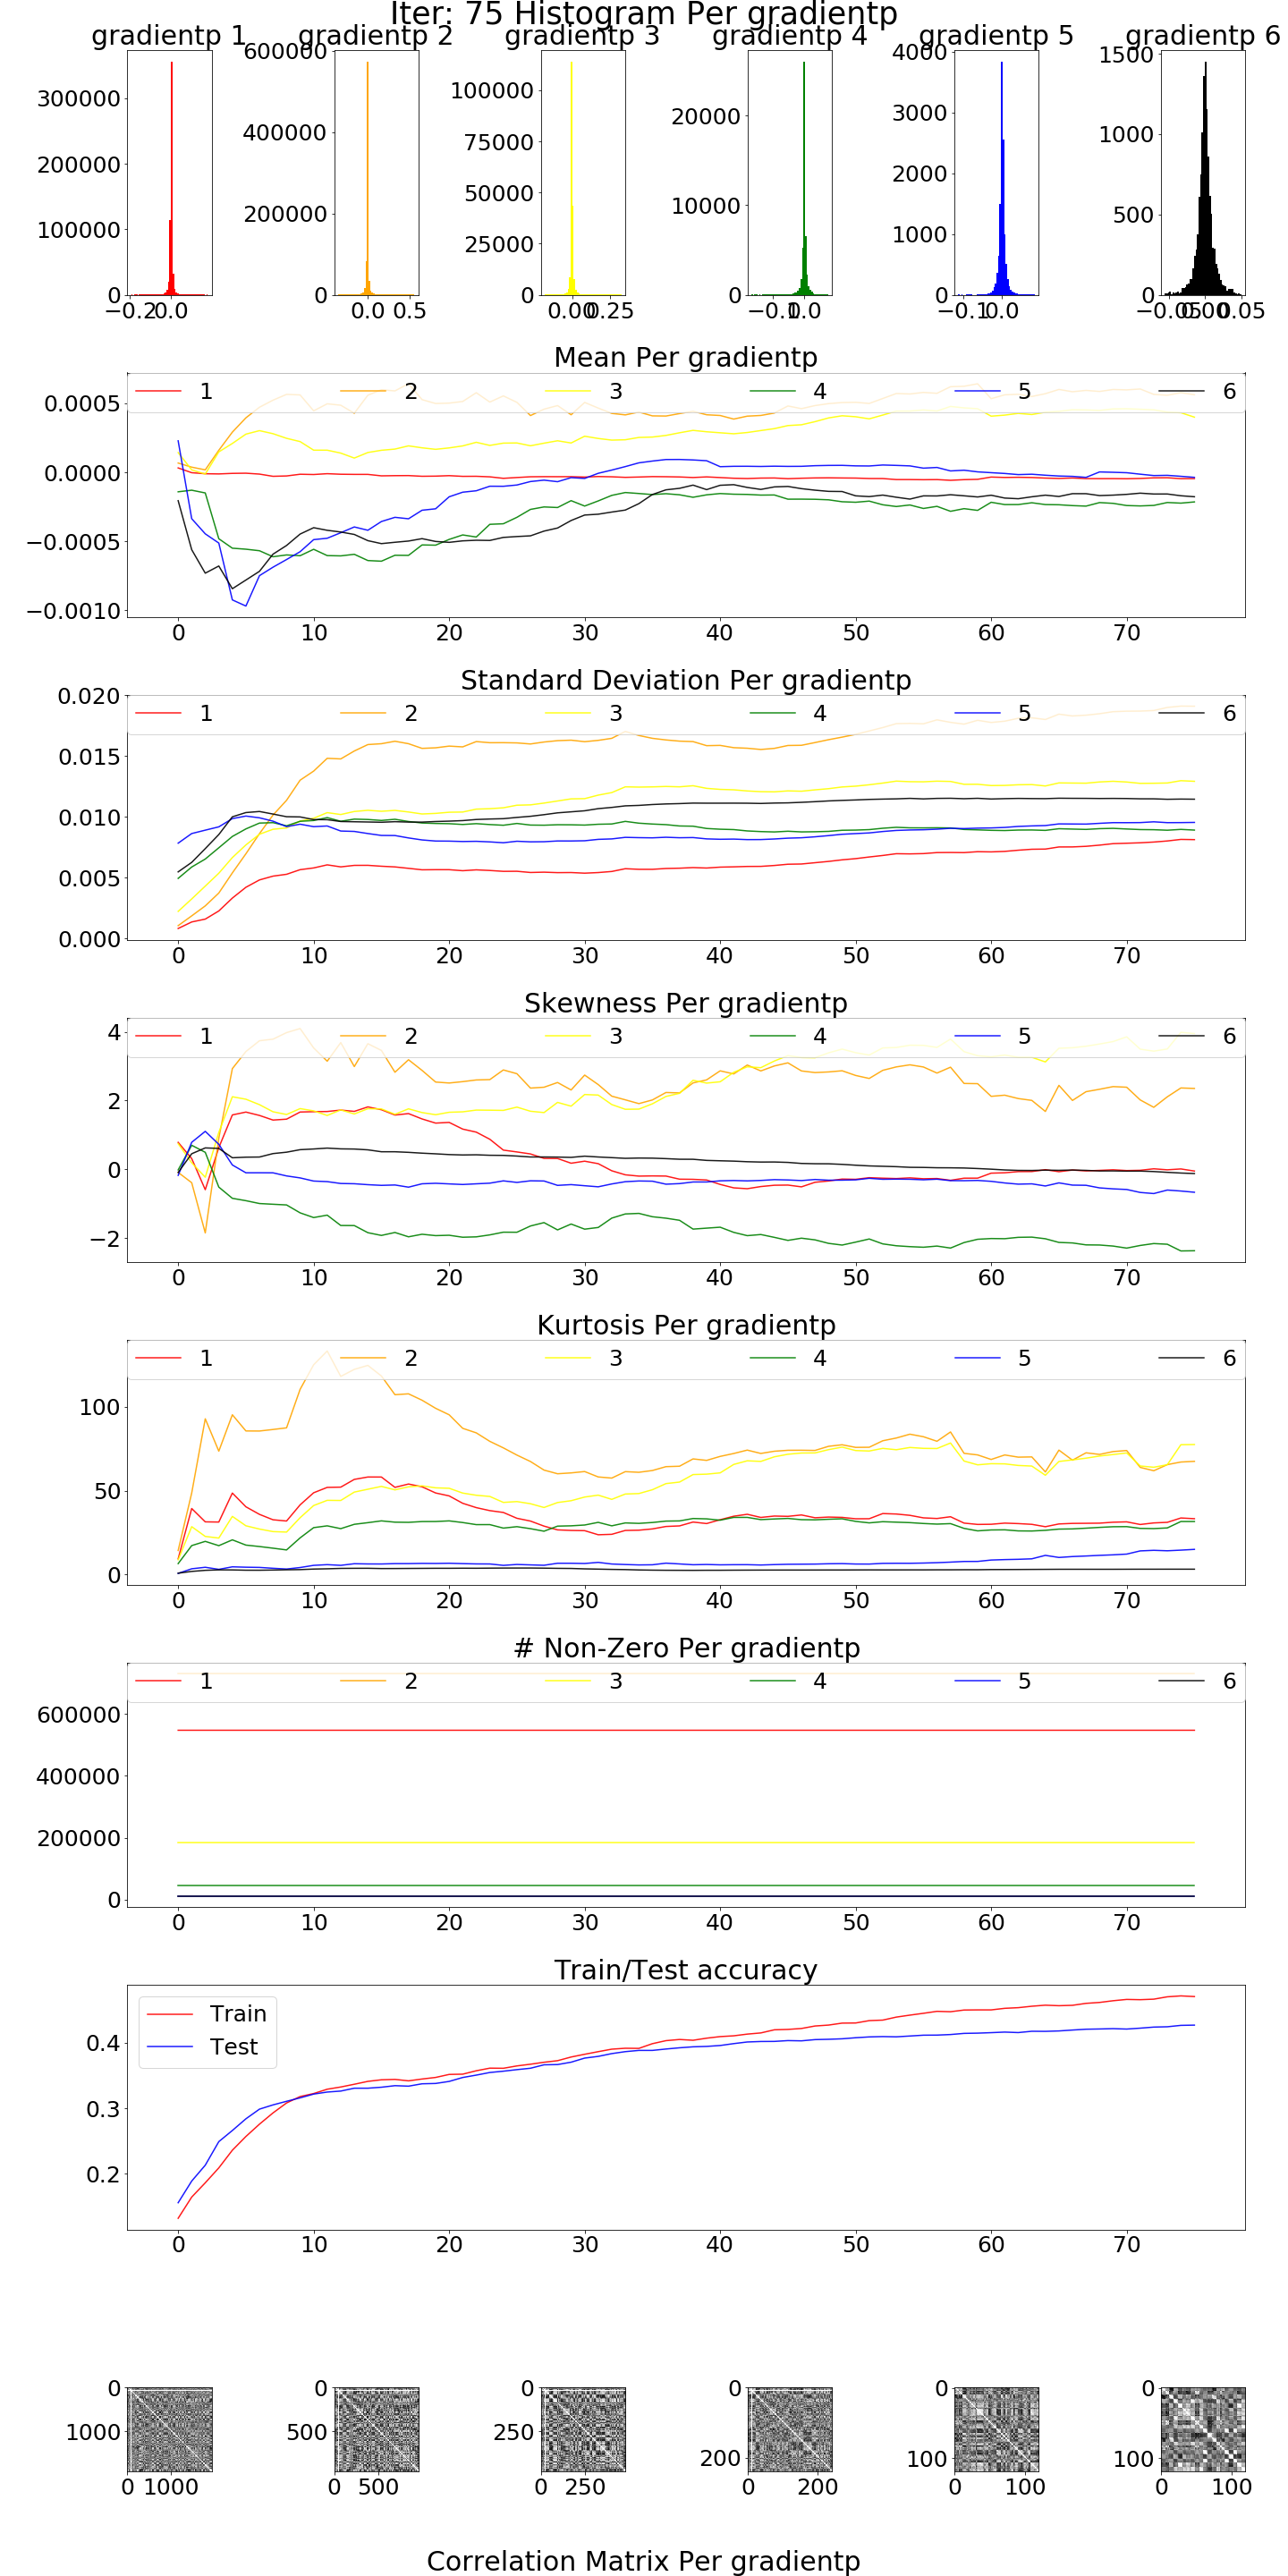 Iter: 75 Histogram Per gradientp
gradientp 1 gradientp 2 gradientp 3 gradientp 4 gradientp 5 gradientp 6
300000 200000 100000 0
−0.2 0.0
600000 400000 200000 0
0.0 0.5
100000 75000 50000 25000 0
0.00 0.25
20000 10000 0
−0.1 0.0
4000 3000 2000 1000 0
−0.1 0.0
1500 1000 500 0
−0.05 0.00 0.05
Mean Per gradientp
1 2 3 4 5 6
0.0005
0.0000
−0.0005
−0.0010
0 10 20 30 40 50 60 70
Standard Deviation Per gradientp
0.020
1 2 3 4 5 6
0.015
0.010
0.005
0.000
0 10 20 30 40 50 60 70
Skewness Per gradientp
4
1 2 3 4 5 6
2
0
−2
0 10 20 30 40 50 60 70
Kurtosis Per gradientp
1 2 3 4 5 6
100
50
0
0 10 20 30 40 50 60 70
# Non-Zero Per gradientp
1 2 3 4 5 6
600000
400000
200000
0
0 10 20 30 40 50 60 70
Train/Test accuracy
Train
Test
0.4
0.3
0.2
0 10 20 30 40 50 60 70
0 0 0 0 0 0
1000 500 250 200 100 100
0 1000 0 500 0 250 0 200 0 100 0 100
Correlation Matrix Per gradientp